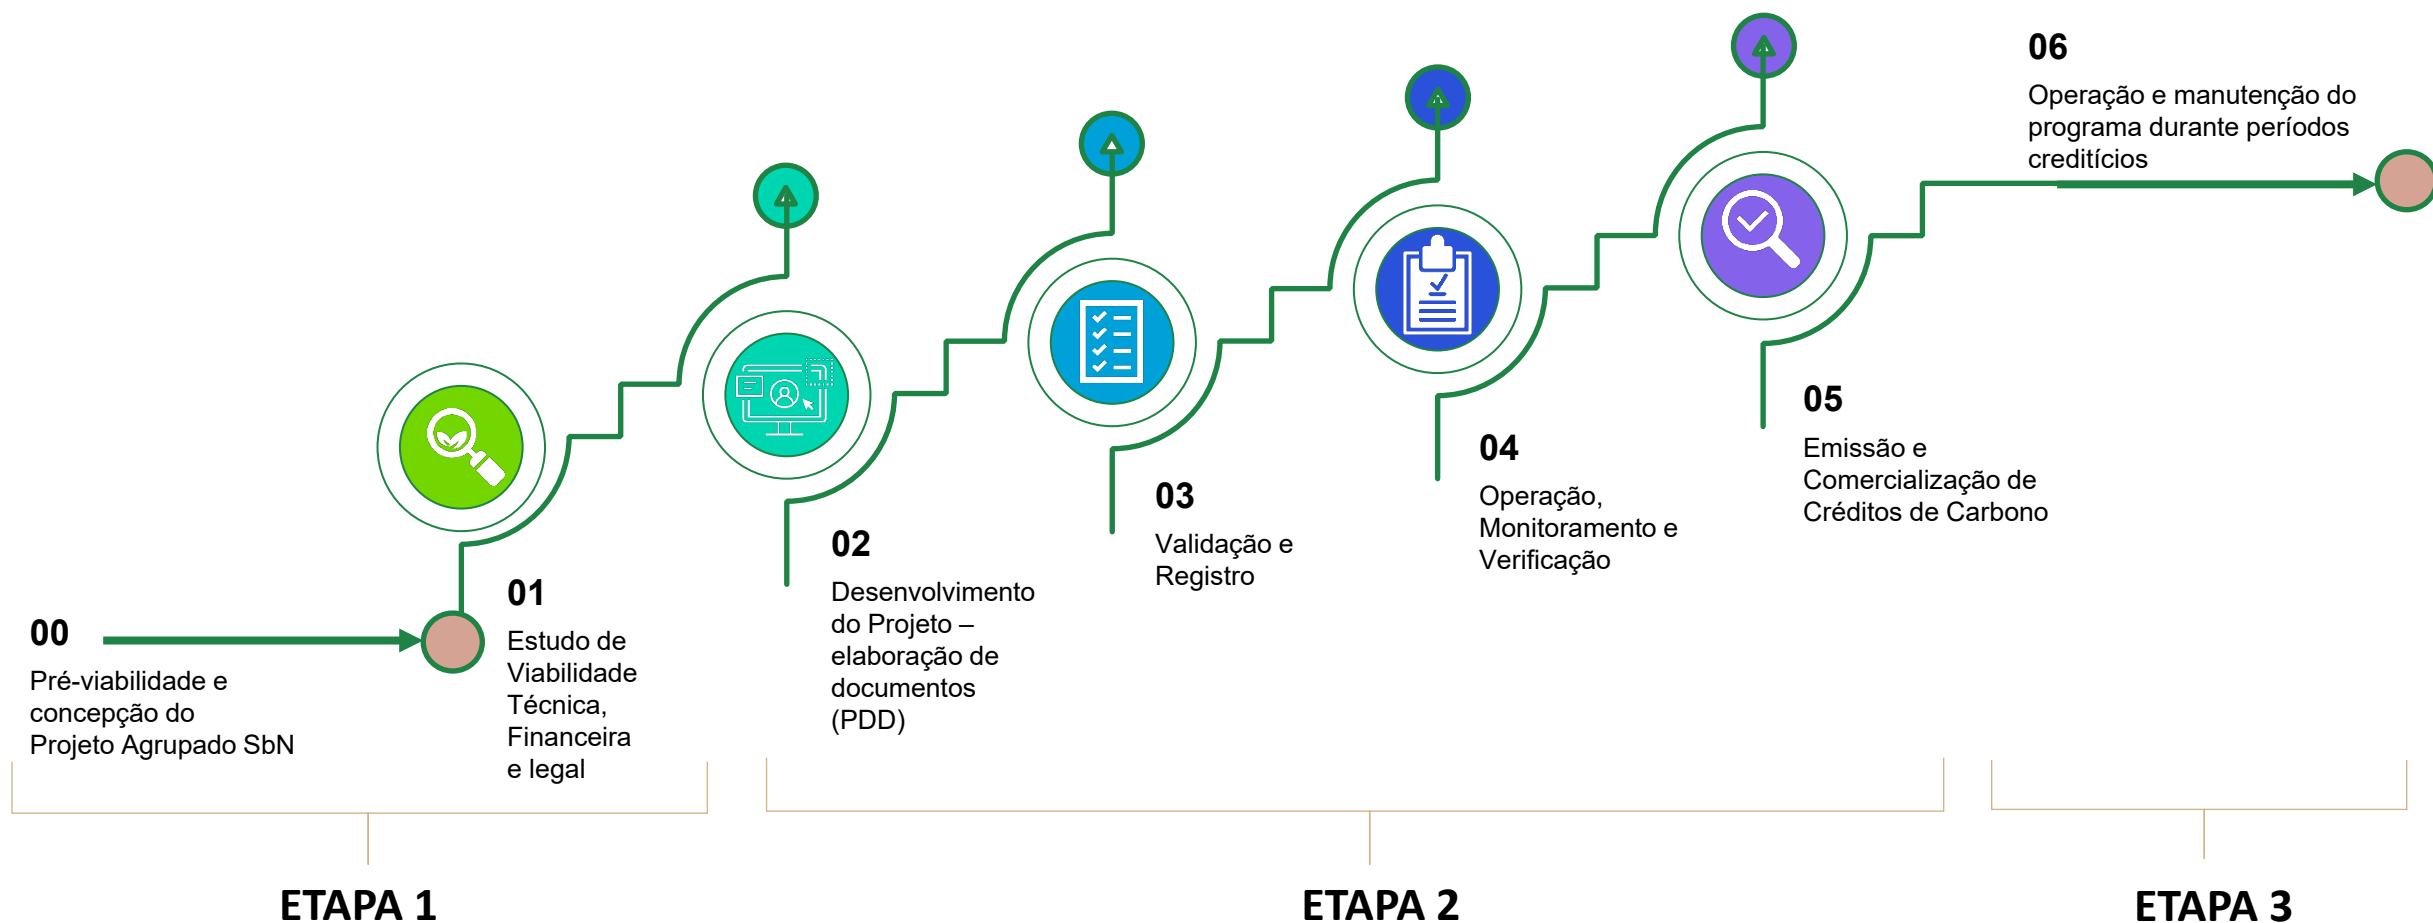 00
Pré-viabilidade e
concepção do
Projeto Agrupado SbN
01
Estudo de
Viabilidade
Técnica,
Financeira
e legal
02
Desenvolvimento
do Projeto –
elaboração de
documentos
(PDD)
03
Validação e
Registro
04
Operação,
Monitoramento e
Verificação
05
Emissão e
Comercialização de
Créditos de Carbono
06
Operação e manutenção do
programa durante períodos
creditícios
ETAPA 1
ETAPA 2
ETAPA 3